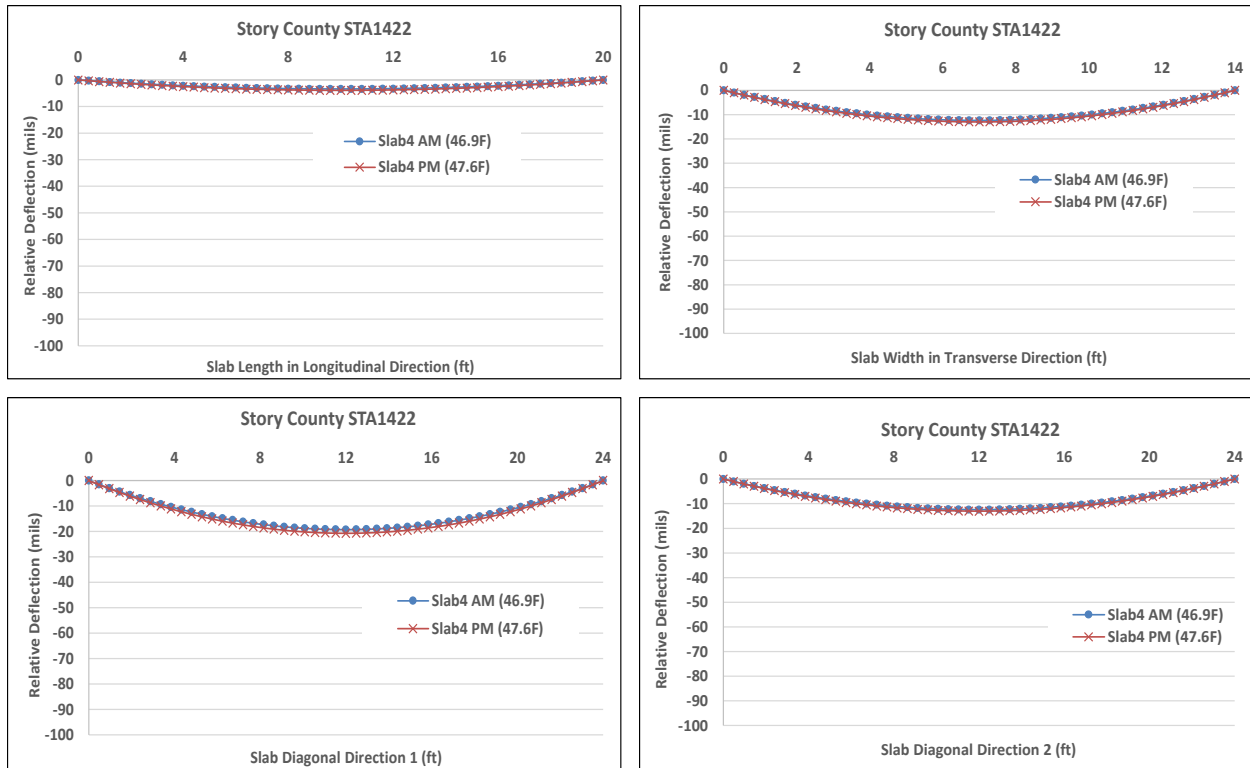 Story County STA1422
0 4 8 12 16 20
0
-10
-20
-30
-40
-50
-60
-70
-80
-90
-100
Relative Deflection (mils)
Slab4 AM (46.9F)
Slab4 PM (47.6F)
Slab Length in Longitudinal Direction (ft)
Story County STA1422
0 2 4 6 8 10 12 14
0
-10
-20
-30
-40
-50
-60
-70
-80
-90
-100
Relative Deflection (mils)
Slab4 AM (46.9F)
Slab4 PM (47.6F)
Slab Width in Transverse Direction (ft)
Story County STA1422
0 4 8 12 16 20 24
0
-10
-20
-30
-40
-50
-60
-70
-80
-90
-100
Relative Deflection (mils)
Slab4 AM (46.9F)
Slab4 PM (47.6F)
Slab Diagonal Direction 1 (ft)
Story County STA1422
0 4 8 12 16 20 24
0
-10
-20
-30
-40
-50
-60
-70
-80
-90
-100
Relative Deflection (mils)
Slab4 AM (46.9F)
Slab4 PM (47.6F)
Slab Diagonal Direction 2 (ft)